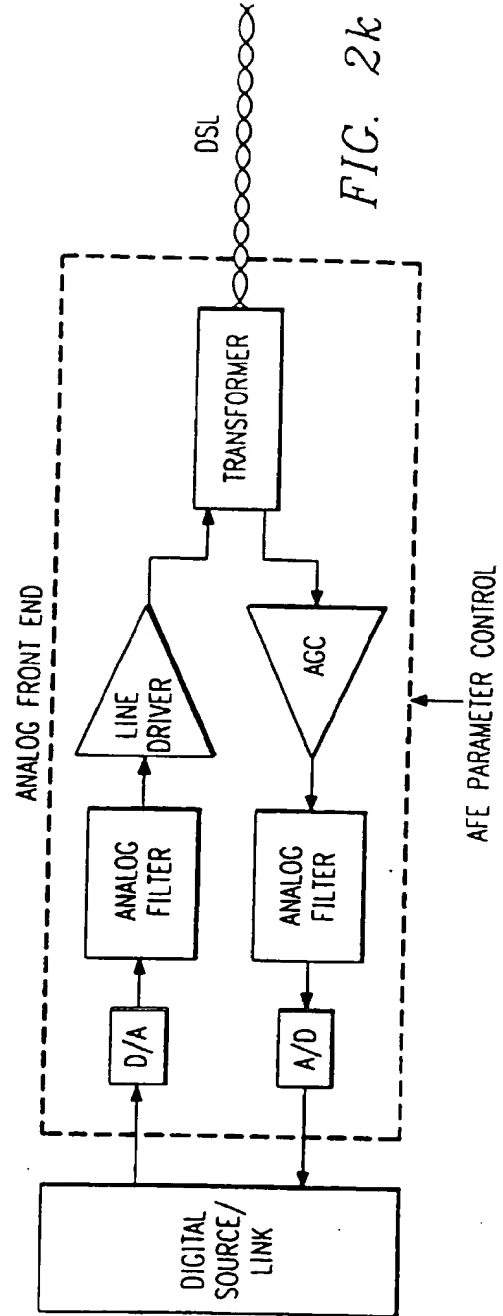 ANALOG FRONT END
DIGITAL
SOURCE/
LINK
D/A
ANALOG
FILTER
LINE
DRIVER
TRANSFORMER
DSL
A/D
ANALOG
FILTER
AGC
AFE PARAMETER CONTROL
FIG. 2k